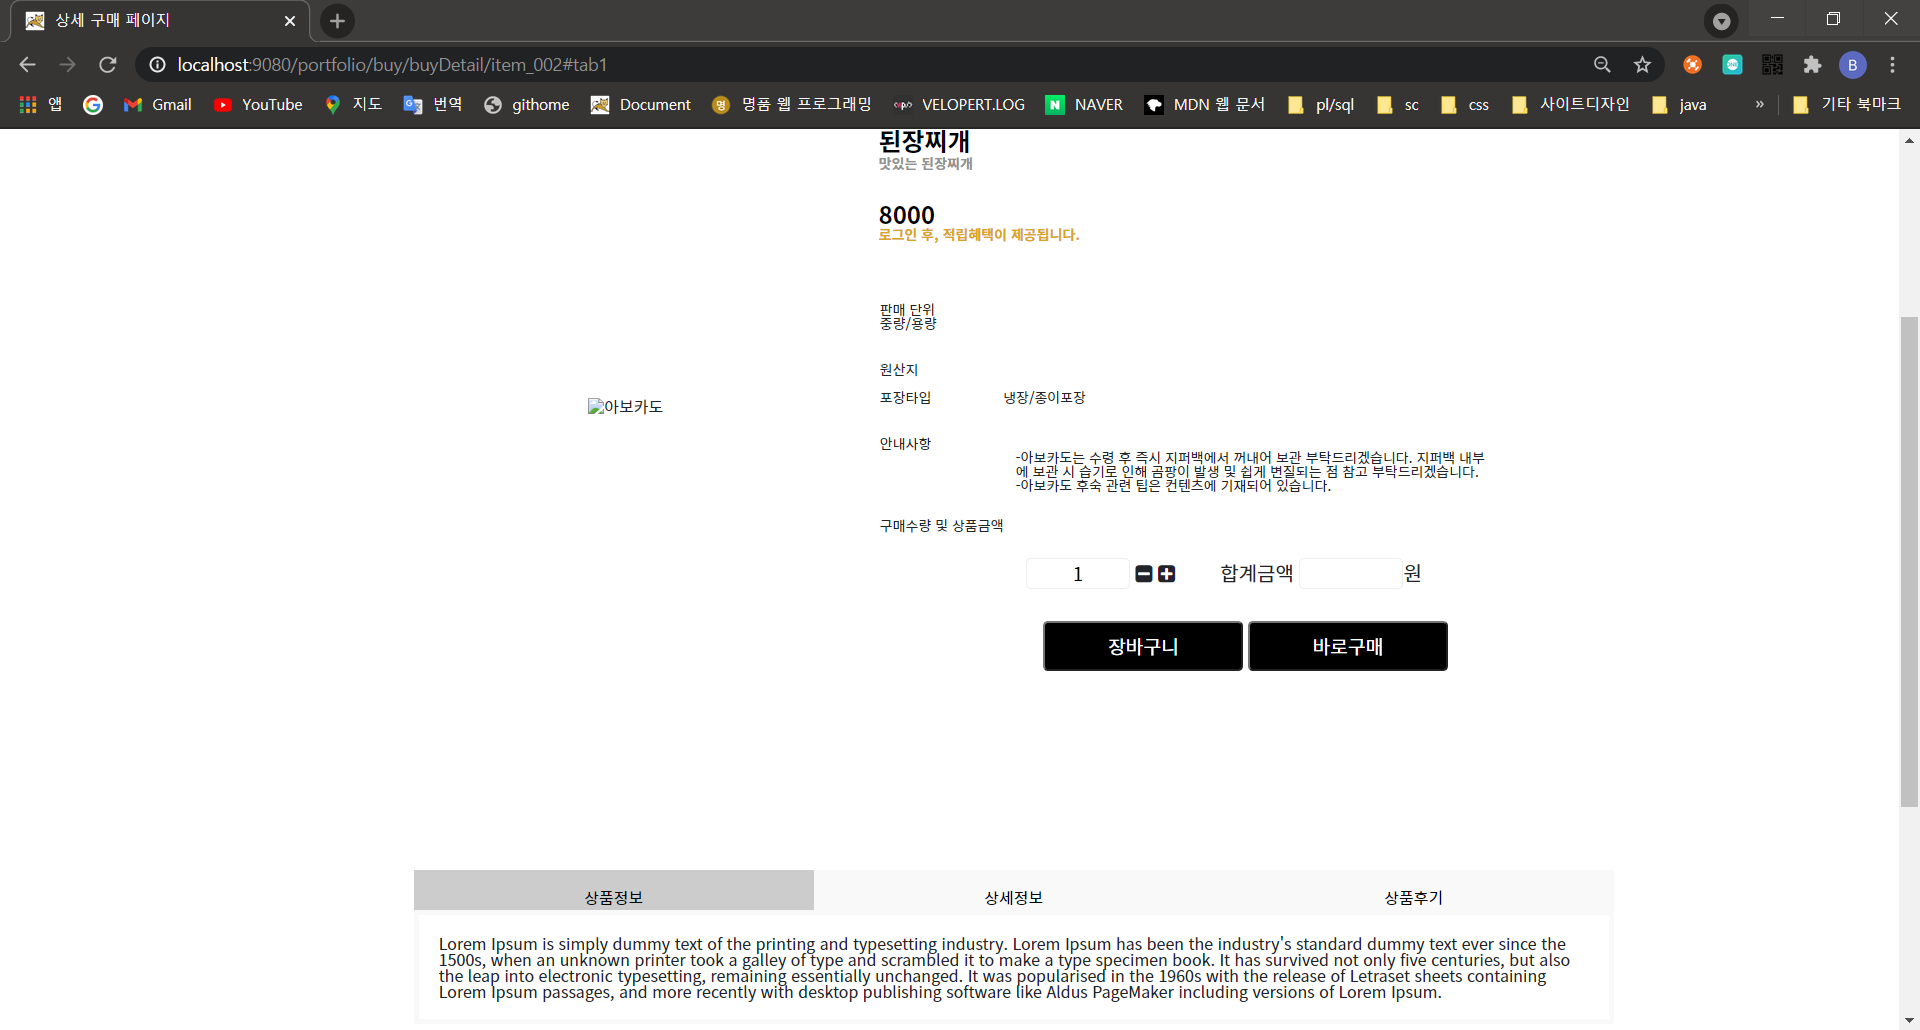 상세 구매 페이지
localhost:9080/portfolio/buy/buyDetail/item_002#tab1
B
앱 Gmail YouTube 지도 번역 githome Document 명 명품 웹 프로그래밍 VELOPERT.LOG N NAVER MDN 웹 문서 pl/sql sc css 사이트디자인 java » 기타 북마크
된장찌개
맛있는 된장찌개
8000
로그인 후, 적립혜택이 제공됩니다.
판매 단위
중량/용량
원산지
포장타입 냉장/종이포장
아보카도
안내사항
-아보카도는 수령 후 즉시 지퍼백에서 꺼내어 보관 부탁드리겠습니다. 지퍼백 내부
에 보관 시 습기로 인해 곰팡이 발생 및 쉽게 변질되는 점 참고 부탁드리겠습니다.
-아보카도 후숙 관련 팁은 컨텐츠에 기재되어 있습니다.
구매수량 및 상품금액
1 합계금액 원
장바구니 바로구매
상품정보 상세정보 상품후기
Lorem Ipsum is simply dummy text of the printing and typesetting industry. Lorem Ipsum has been the industry's standard dummy text ever since the
1500s, when an unknown printer took a galley of type and scrambled it to make a type specimen book. It has survived not only five centuries, but also
the leap into electronic typesetting, remaining essentially unchanged. It was popularised in the 1960s with the release of Letraset sheets containing
Lorem Ipsum passages, and more recently with desktop publishing software like Aldus PageMaker including versions of Lorem Ipsum.